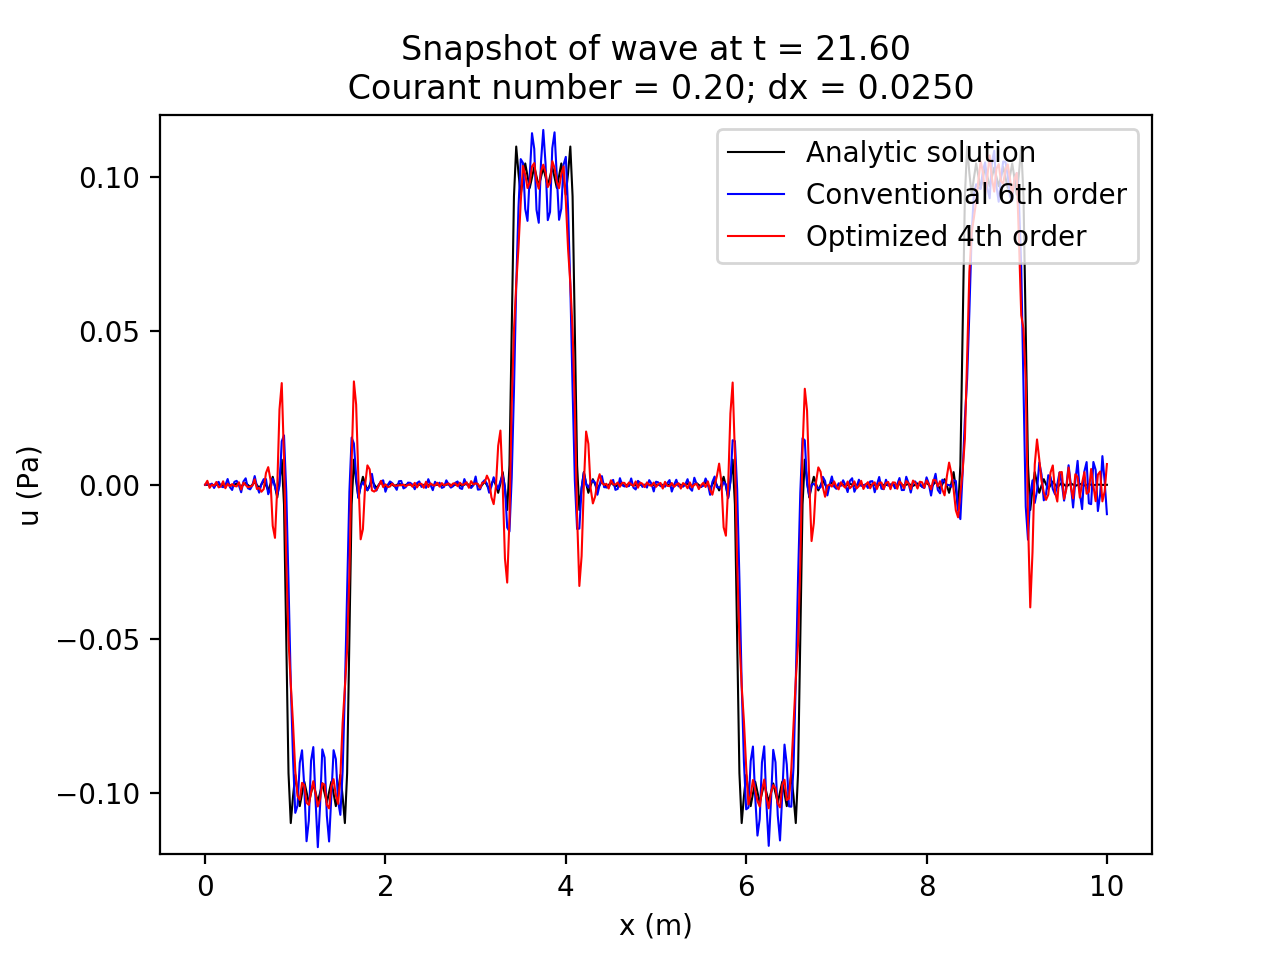 Snapshot of wave at t = 21.60
Courant number = 0.20; dx = 0.0250
Analytic solution
Conventional 6th order
Optimized 4th order
0.10
0.05
0.00
−0.05
−0.10
u (Pa)
0 2 4 6 8 10
x (m)